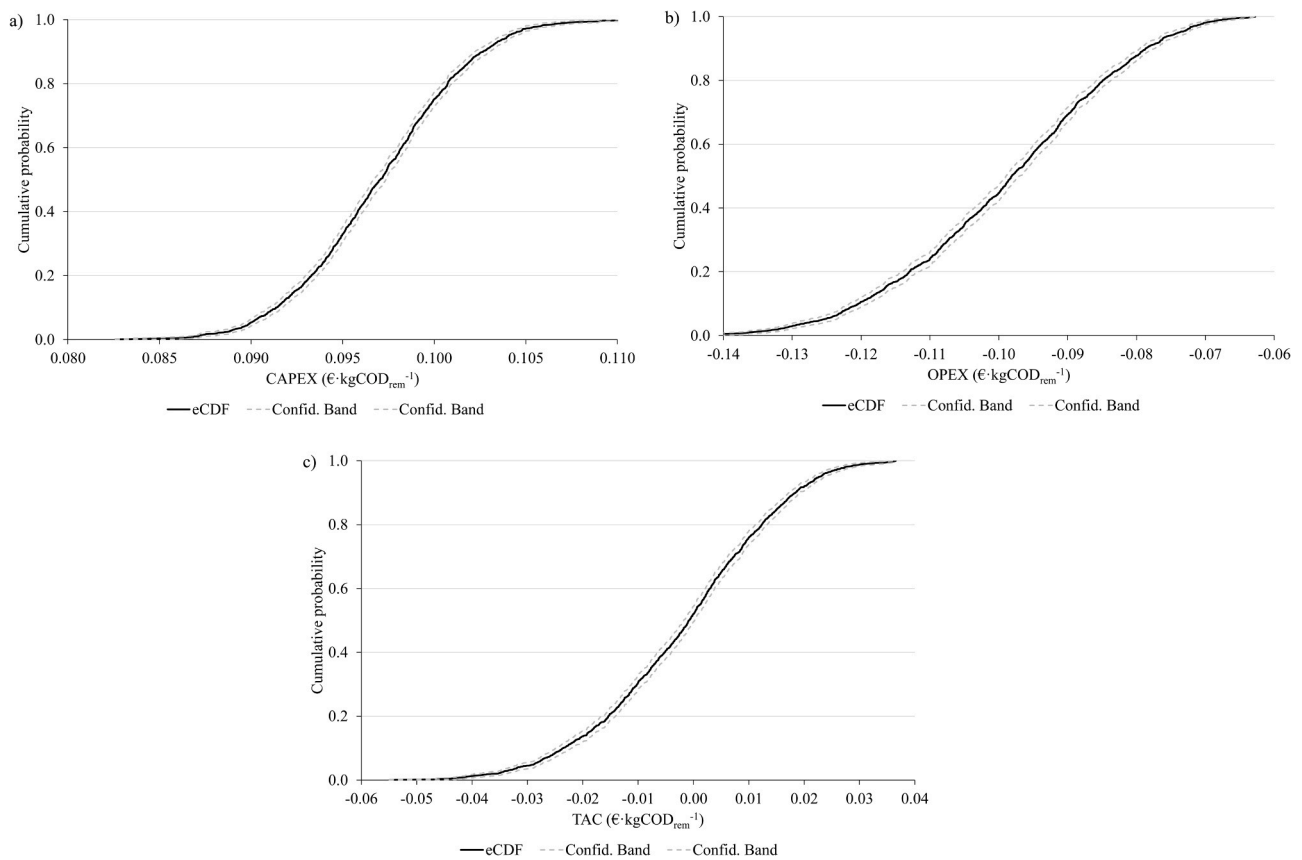 a)
1.0
0.8
0.6
0.4
0.2
0.0
Cumulative probability
0.080 0.085 0.090 0.095 0.100 0.105 0.110
CAPEX (€·kgCOD_rem^-1)
eCDF Confid. Band Confid. Band
b)
1.0
0.8
0.6
0.4
0.2
0.0
Cumulative probability
-0.14 -0.13 -0.12 -0.11 -0.10 -0.09 -0.08 -0.07 -0.06
OPEX (€·kgCOD_rem^-1)
eCDF Confid. Band Confid. Band
c)
1.0
0.8
0.6
0.4
0.2
0.0
Cumulative probability
-0.06 -0.05 -0.04 -0.03 -0.02 -0.01 0.00 0.01 0.02 0.03 0.04
TAC (€·kgCOD_rem^-1)
eCDF Confid. Band Confid. Band